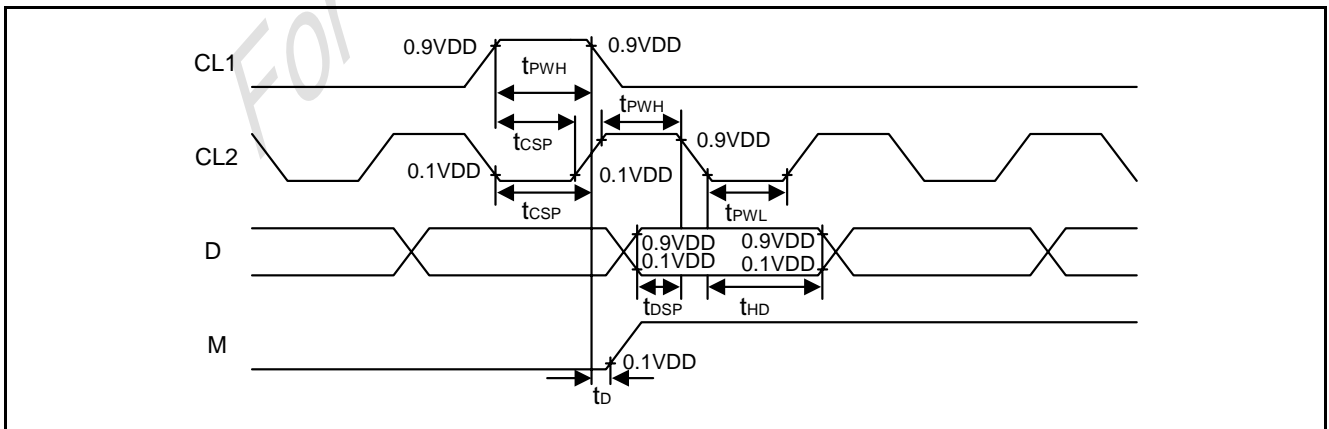 For
0.9VDD
0.9VDD
CL1
tPWH
tPWH
tCSP
0.9VDD
CL2
0.1VDD
0.1VDD
tCSP
tPWL
D
0.9VDD 0.9VDD
0.1VDD 0.1VDD
tDSP
tHD
M
0.1VDD
tD